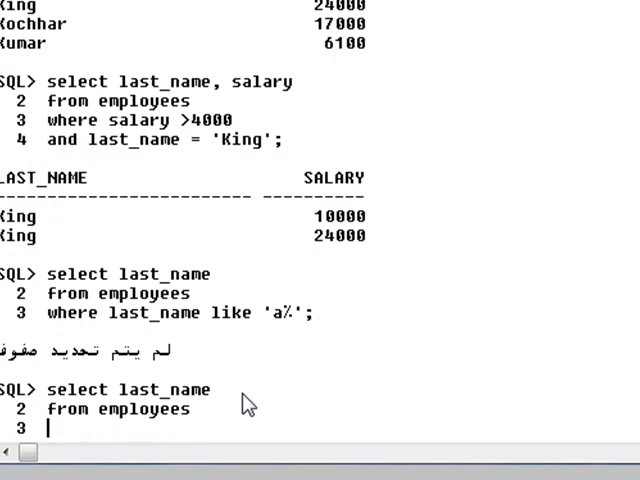 King 24000
Kochhar 17000
Kumar 6100
SQL> select last_name, salary
2 from employees
3 where salary >4000
4 and last_name = 'King';
LAST_NAME SALARY
------------------------- ----------
King 10000
King 24000
SQL> select last_name
2 from employees
3 where last_name like 'a%';
لم يتم تحديد صفوف
SQL> select last_name
2 from employees
3